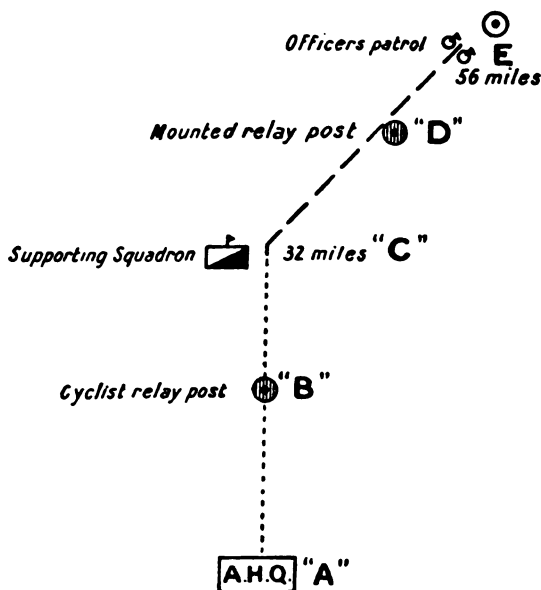 Officers patrol
E
56 miles
Mounted relay post "D"
Supporting Squadron 32 miles "C"
Cyclist relay post "B"
A.H.Q. "A"